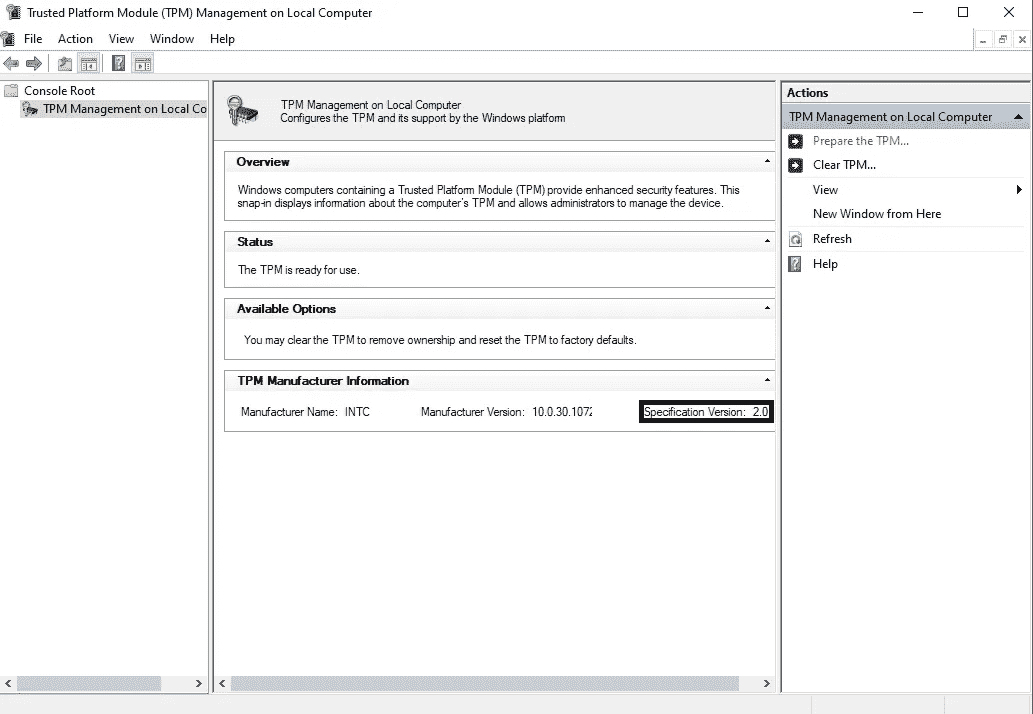 Trusted Platform Module (TPM) Management on Local Computer
File Action View Window Help
Console Root
TPM Management on Local Co
TPM Management on Local Computer
Configures the TPM and its support by the Windows platform
Overview
Windows computers containing a Trusted Platform Module (TPM) provide enhanced security features. This
snap-in displays information about the computer's TPM and allows administrators to manage the device.
Status
The TPM is ready for use.
Available Options
You may clear the TPM to remove ownership and reset the TPM to factory defaults.
TPM Manufacturer Information
Manufacturer Name: INTC Manufacturer Version: 10.0.30.1072 Specification Version: 2.0
Actions
TPM Management on Local Computer
Prepare the TPM...
Clear TPM...
View
New Window from Here
Refresh
Help